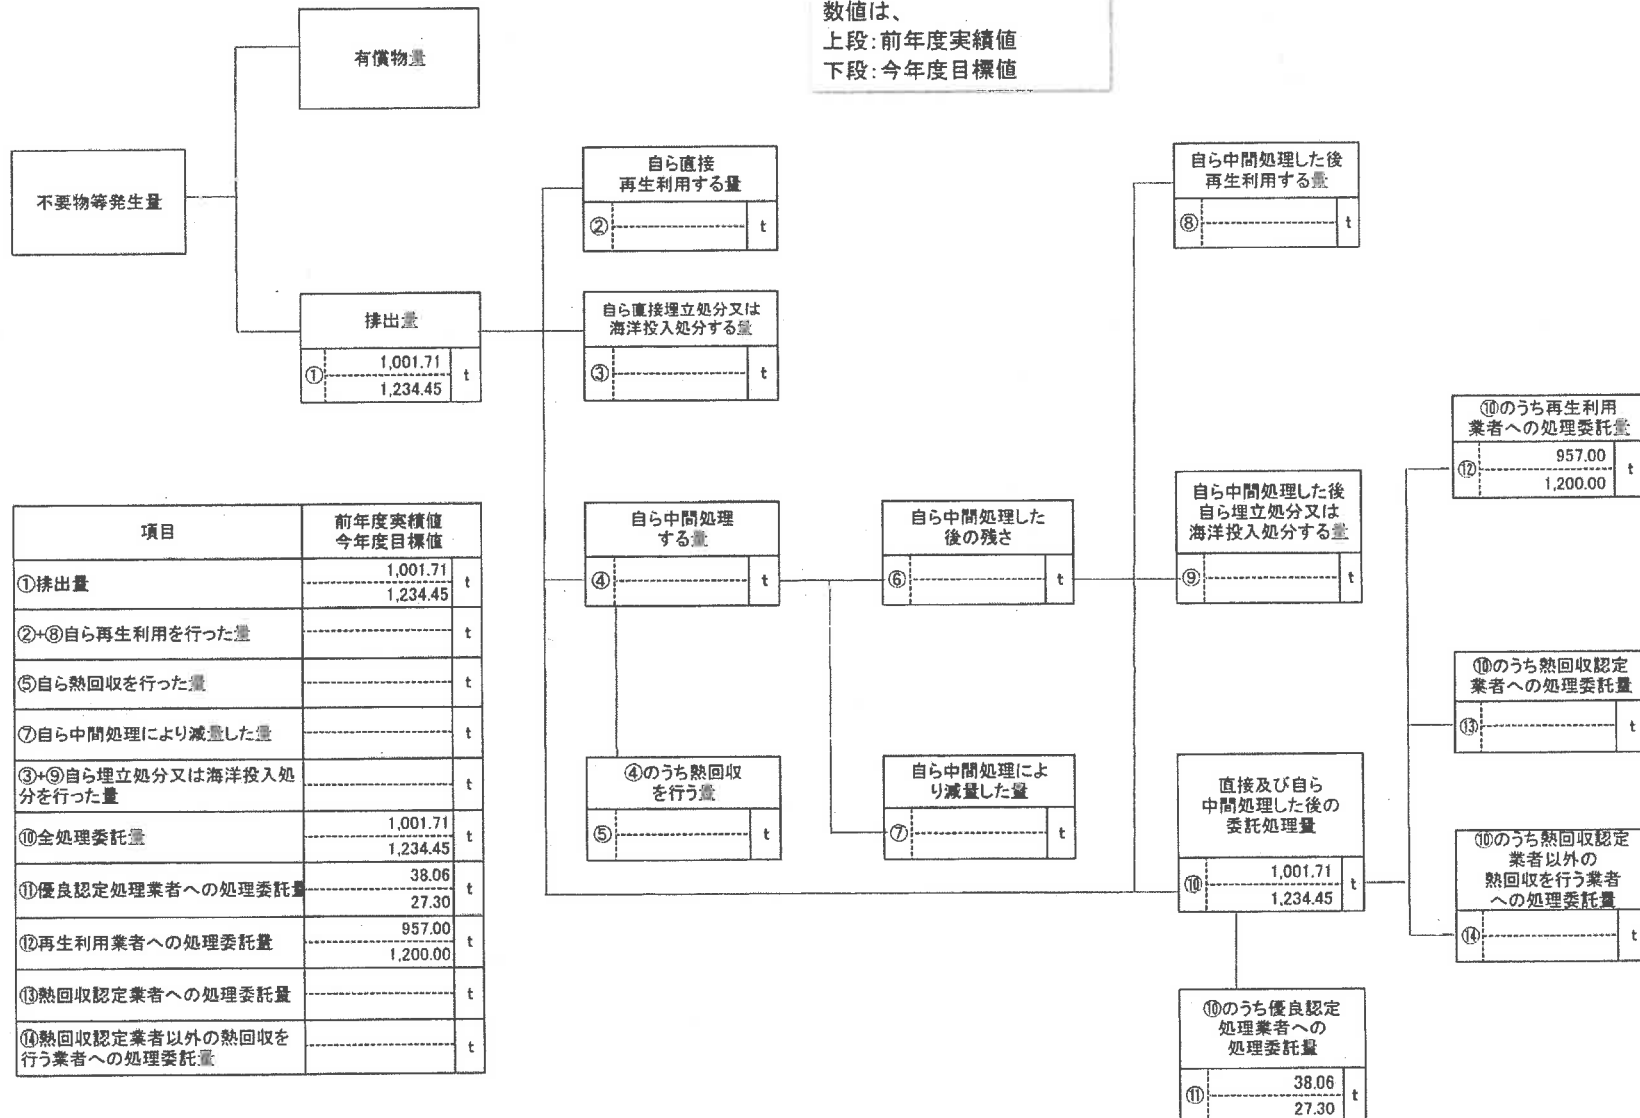 数値は、
上段:前年度実績値
下段:今年度目標値
有償物量
不要物等発生量
排出量
① 1,001.71 t
1,234.45
自ら直接
再生利用する量
② t
自ら直接埋立処分又は
海洋投入処分する量
③ t
自ら中間処理した後
再生利用する量
⑧ t
自ら中間処理
する量
④ t
自ら中間処理した
後の残さ
⑥ t
自ら中間処理した後
自ら埋立処分又は
海洋投入処分する量
⑨ t
④のうち熱回収
を行う量
⑤ t
自ら中間処理によ
り減量した量
⑦ t
直接及び自ら
中間処理した後の
委託処理量
⑩ 1,001.71 t
1,234.45
⑩のうち優良認定
処理業者への
処理委託量
⑪ 38.06 t
27.30
⑩のうち再生利用
業者への処理委託量
⑫ 957.00 t
1,200.00
⑩のうち熱回収認定
業者への処理委託量
⑬ t
⑩のうち熱回収認定
業者以外の
熱回収を行う業者
への処理委託量
⑭ t
項目 前年度実績値
今年度目標値
①排出量 1,001.71 t
1,234.45
②+⑧自ら再生利用を行った量 t
⑤自ら熱回収を行った量 t
⑦自ら中間処理により減量した量 t
③+⑨自ら埋立処分又は海洋投入処
分を行った量 t
⑩全処理委託量 1,001.71 t
1,234.45
⑪優良認定処理業者への処理委託量 38.06 t
27.30
⑫再生利用業者への処理委託量 957.00 t
1,200.00
⑬熱回収認定業者への処理委託量 t
⑭熱回収認定業者以外の熱回収を
行う業者への処理委託量 t